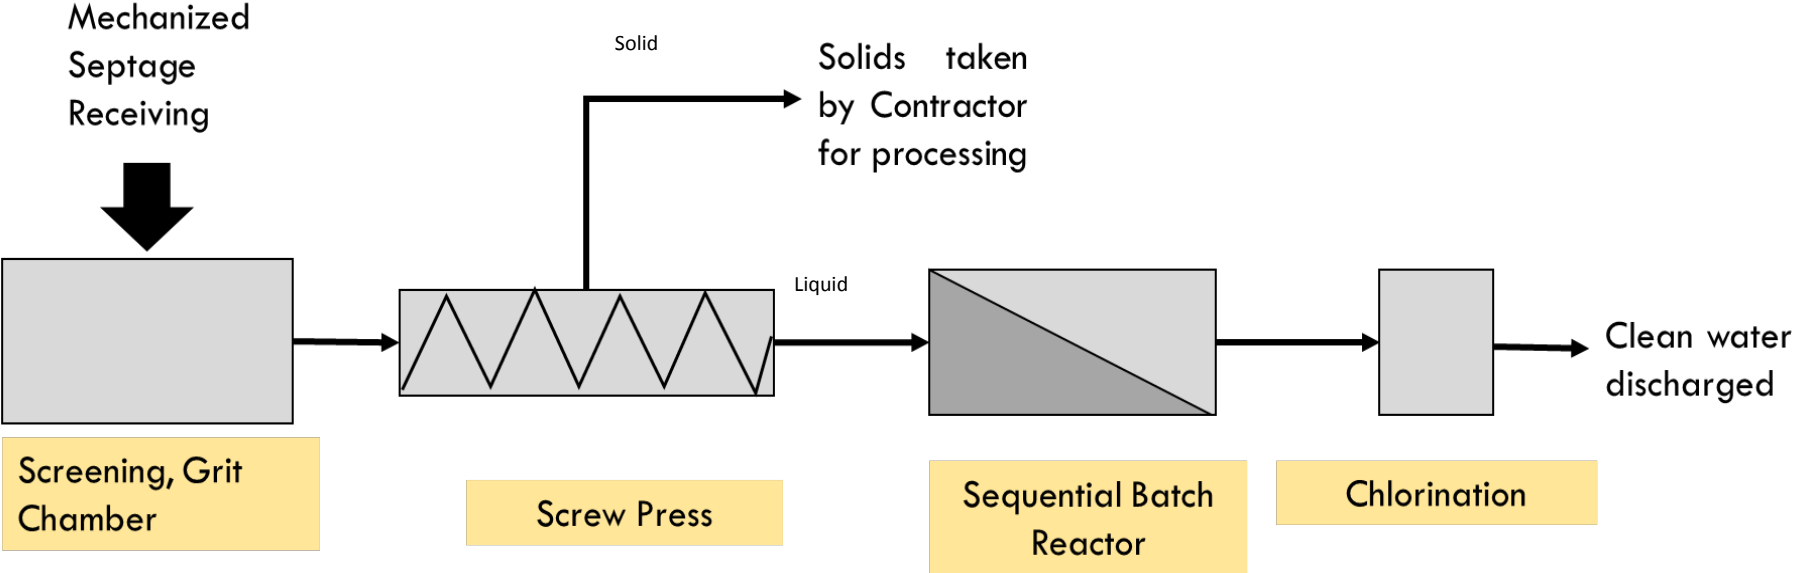 Mechanized
Septage
Receiving
Solid
Solids taken
by Contractor
for processing
Liquid
Clean water
discharged
Screening, Grit
Chamber
Screw Press
Sequential Batch
Reactor
Chlorination